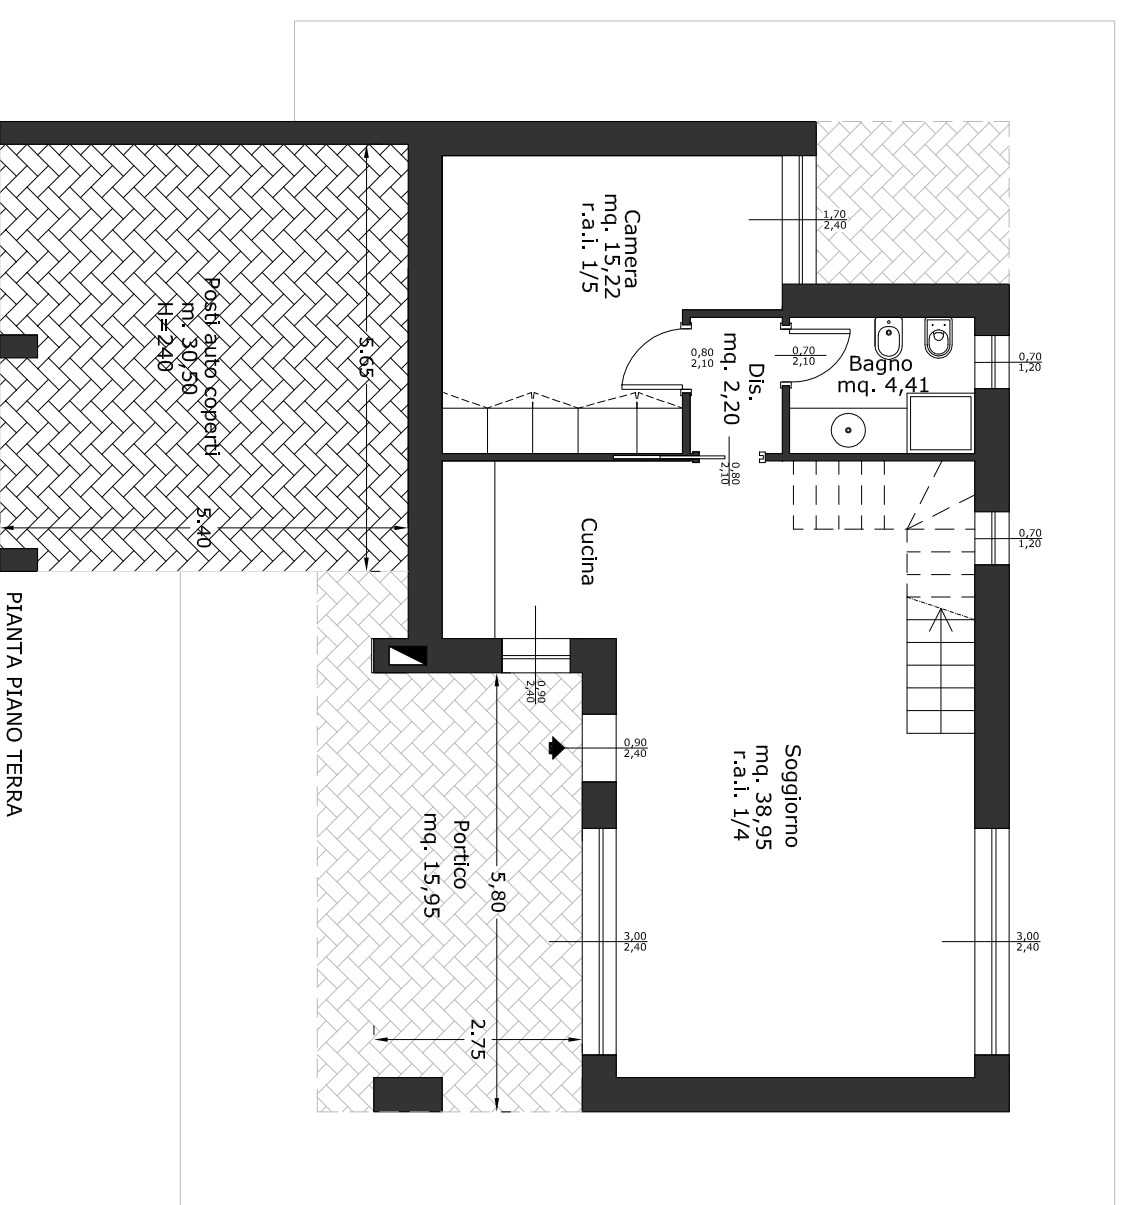 Camera
mq. 15,22
r.a.i. 1/5
1,70
2,40
Posti auto coperti
m. 30,50
H=240
5.65
5.40
0,80
2,10
Dis.
mq. 2,20
0,70
2,10
Bagno
mq. 4,41
0,70
1,20
0,80
2,10
Cucina
0,70
1,20
0,90
2,40
0,90
2,40
Soggiorno
mq. 38,95
r.a.i. 1/4
Portico
mq. 15,95
5,80
2.75
3,00
2,40
3,00
2,40
PIANTA PIANO TERRA